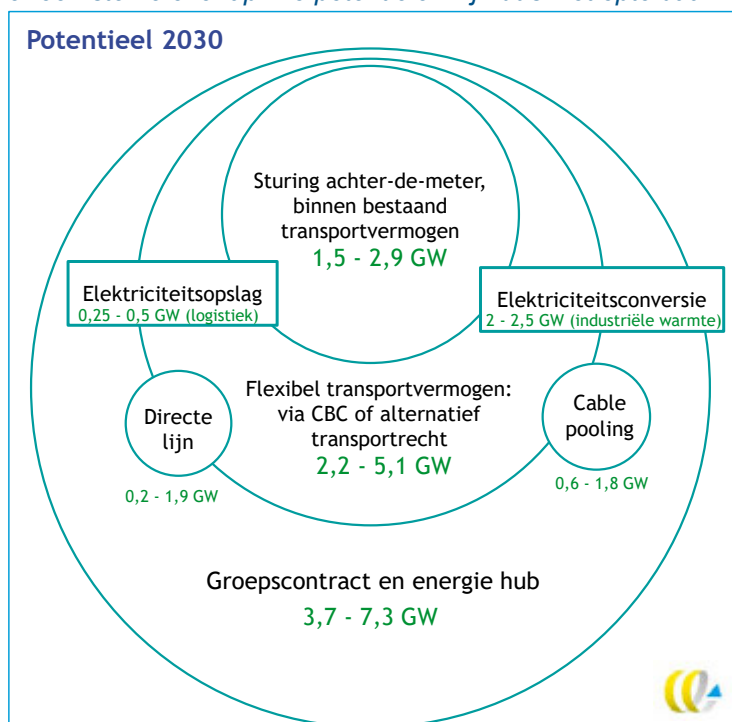 Potentieel 2030
Sturing achter-de-meter,
binnen bestaand
transportvermogen
1,5 - 2,9 GW
Elektriciteitsopslag
0,25 - 0,5 GW (logistiek)
Elektriciteitsconversie
2 - 2,5 GW (industriële warmte)
Flexibel transportvermogen:
via CBC of alternatief
transportrecht
2,2 - 5,1 GW
Directe
lijn
0,2 - 1,9 GW
Cable
pooling
0,6 - 1,8 GW
Groepscontract en energie hub
3,7 - 7,3 GW